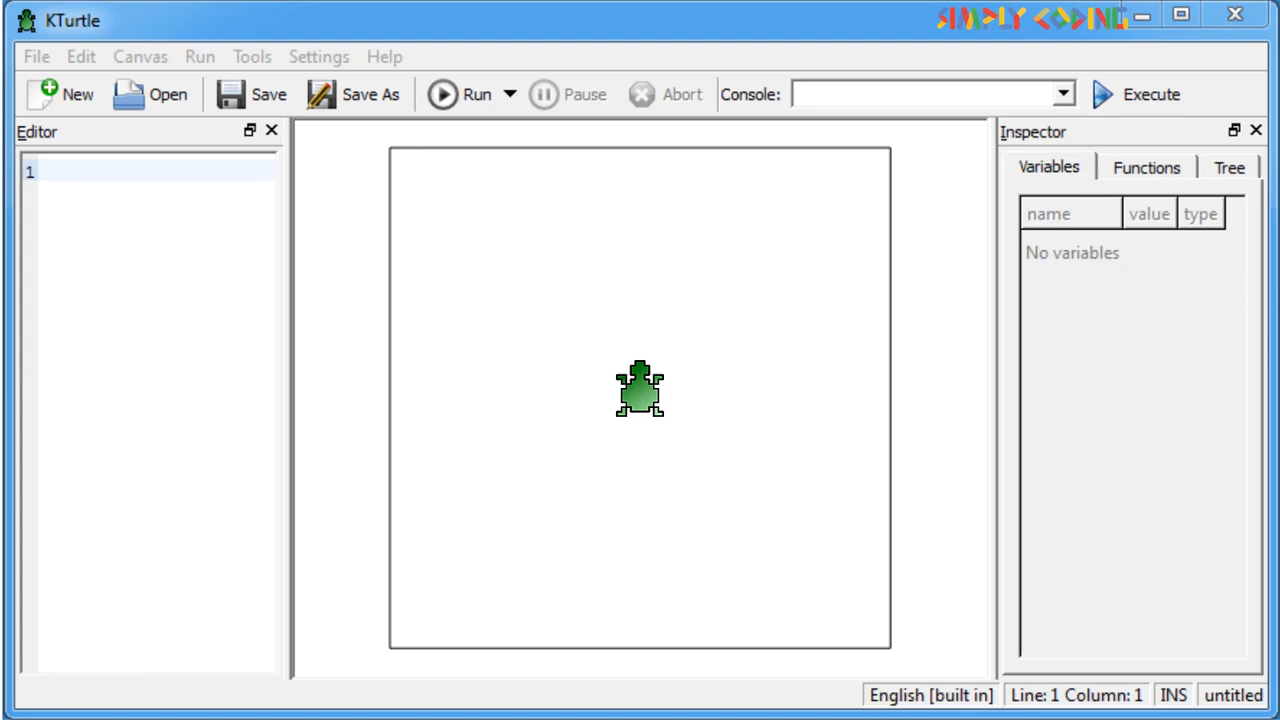 KTurtle
SIMPLY CODING
File Edit Canvas Run Tools Settings Help
New Open Save Save As Run Pause Abort Console: Execute
Editor
Inspector
Variables Functions Tree
1
name value type
No variables
English [built in] Line: 1 Column: 1 INS untitled